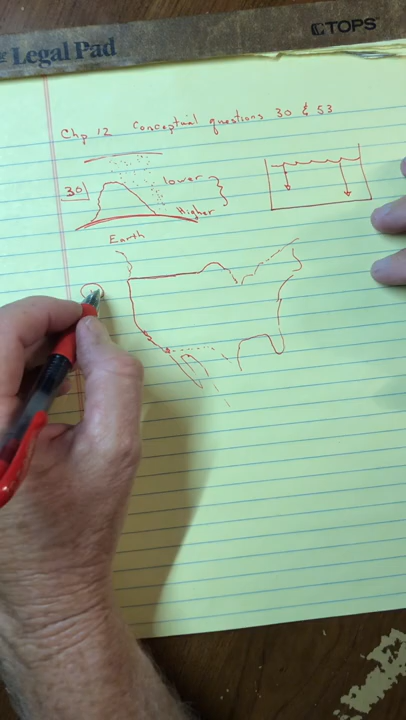 Legal Pad
TOPS
Chp 12 Conceptual questions 30 & 53
30
lower
Higher
Earth